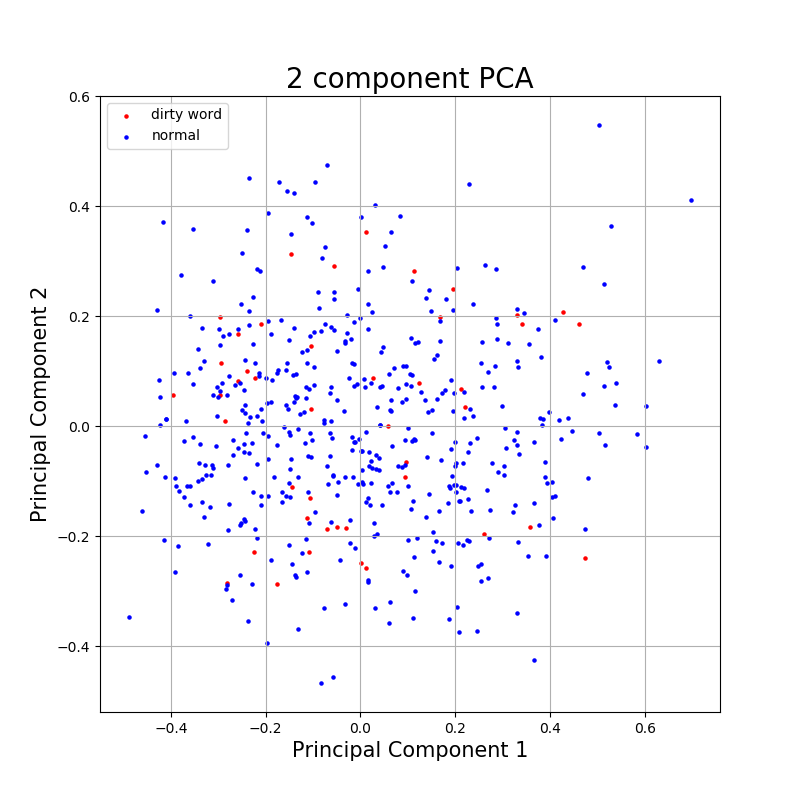 2 component PCA
dirty word
normal
Principal Component 2
0.6
0.4
0.2
0.0
−0.2
−0.4
−0.4 −0.2 0.0 0.2 0.4 0.6
Principal Component 1